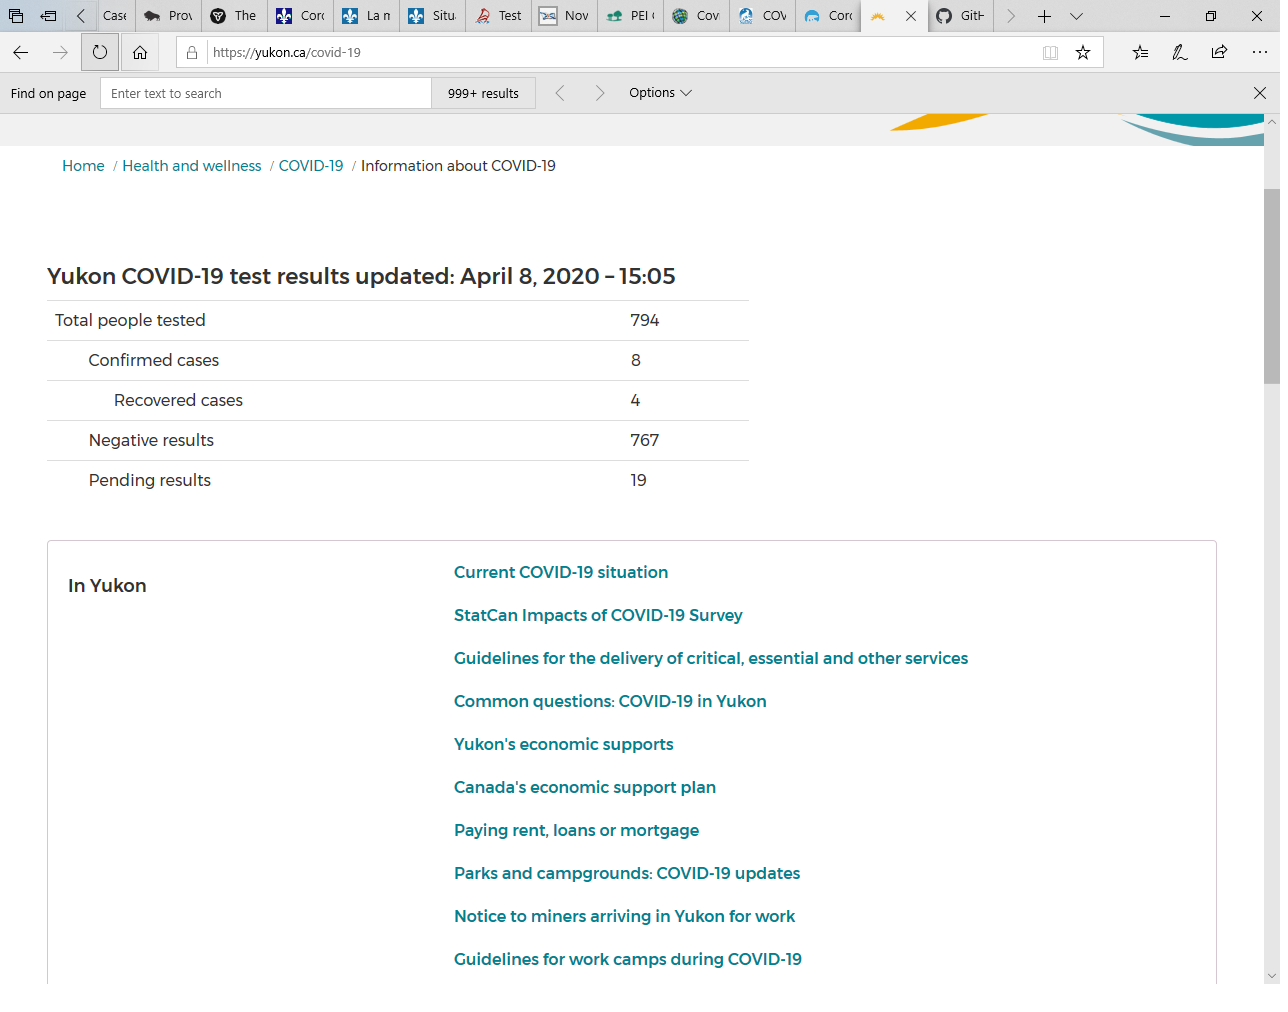 Case Prov The Coro La n Situ Test Nov PEI Covi COV Coro GitH
https://yukon.ca/covid-19
Find on page Enter text to search 999+ results Options
Home / Health and wellness / COVID-19 / Information about COVID-19
Yukon COVID-19 test results updated: April 8, 2020 – 15:05
Total people tested 794
Confirmed cases 8
Recovered cases 4
Negative results 767
Pending results 19
In Yukon
Current COVID-19 situation
StatCan Impacts of COVID-19 Survey
Guidelines for the delivery of critical, essential and other services
Common questions: COVID-19 in Yukon
Yukon's economic supports
Canada's economic support plan
Paying rent, loans or mortgage
Parks and campgrounds: COVID-19 updates
Notice to miners arriving in Yukon for work
Guidelines for work camps during COVID-19